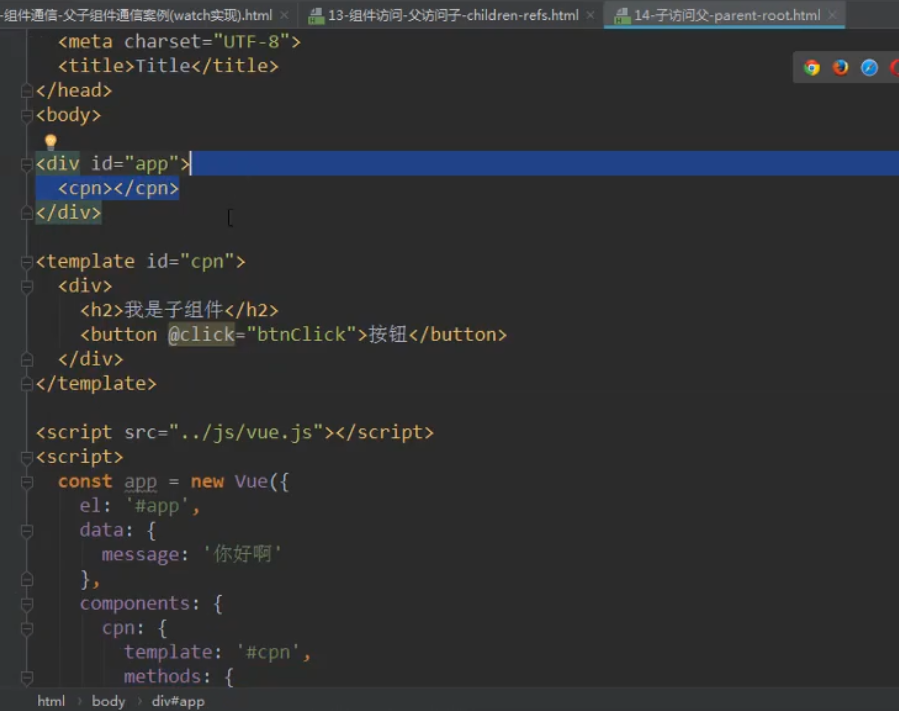 -组件通信-父子组件通信案例(watch实现).html
13-组件访问-父访问子-children-refs.html
14-子访问父-parent-root.html
<meta charset="UTF-8">
<title>Title</title>
</head>
<body>
<div id="app">
<cpn></cpn>
</div>
<template id="cpn">
<div>
<h2>我是子组件</h2>
<button @click="btnClick">按钮</button>
</div>
</template>
<script src="../js/vue.js"></script>
<script>
const app = new Vue({
el: '#app',
data: {
message: '你好啊'
},
components: {
cpn: {
template: '#cpn',
methods: {
html
body
div#app